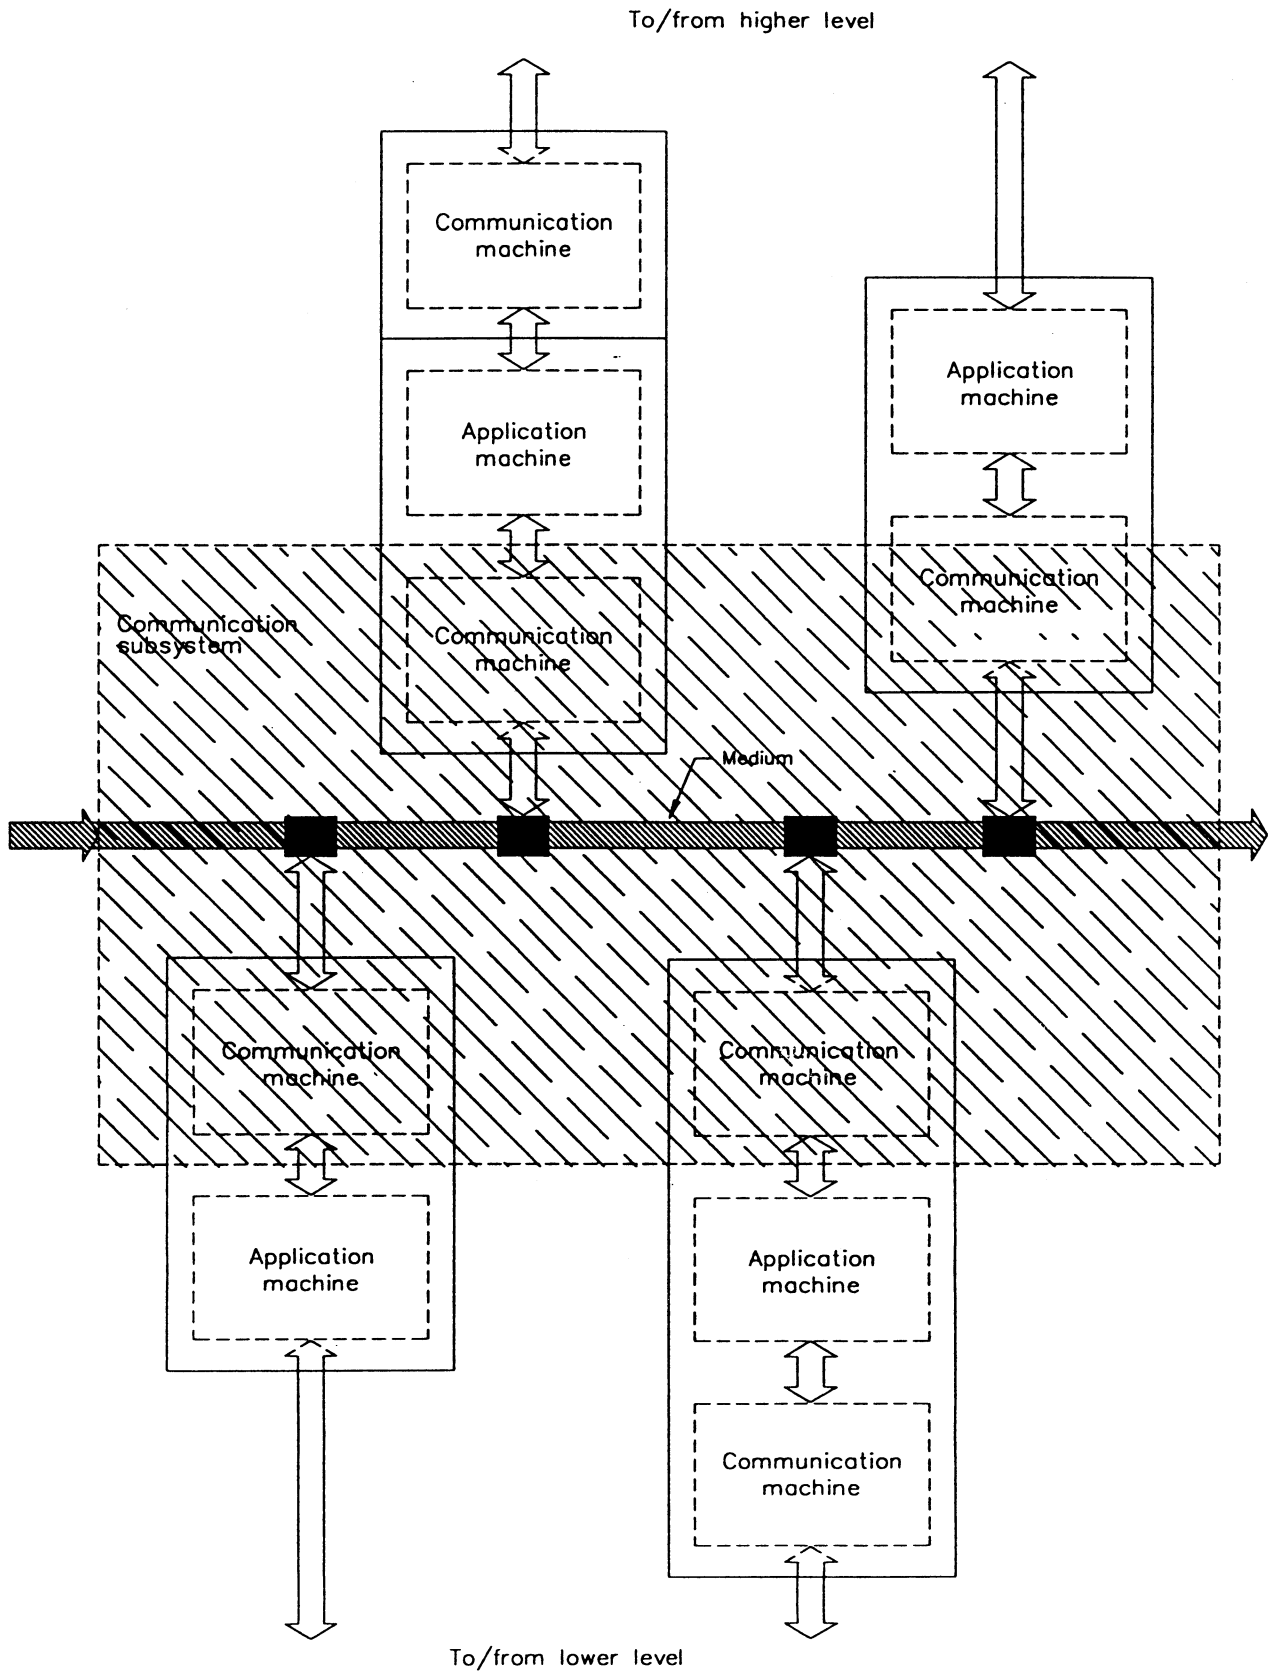 To/from higher level
Communication
machine
Application
machine
Application
machine
Communication
machine
Communication
subsystem
Communication
machine
Medium
Communication
machine
Communication
machine
Application
machine
Application
machine
Communication
machine
To/from lower level